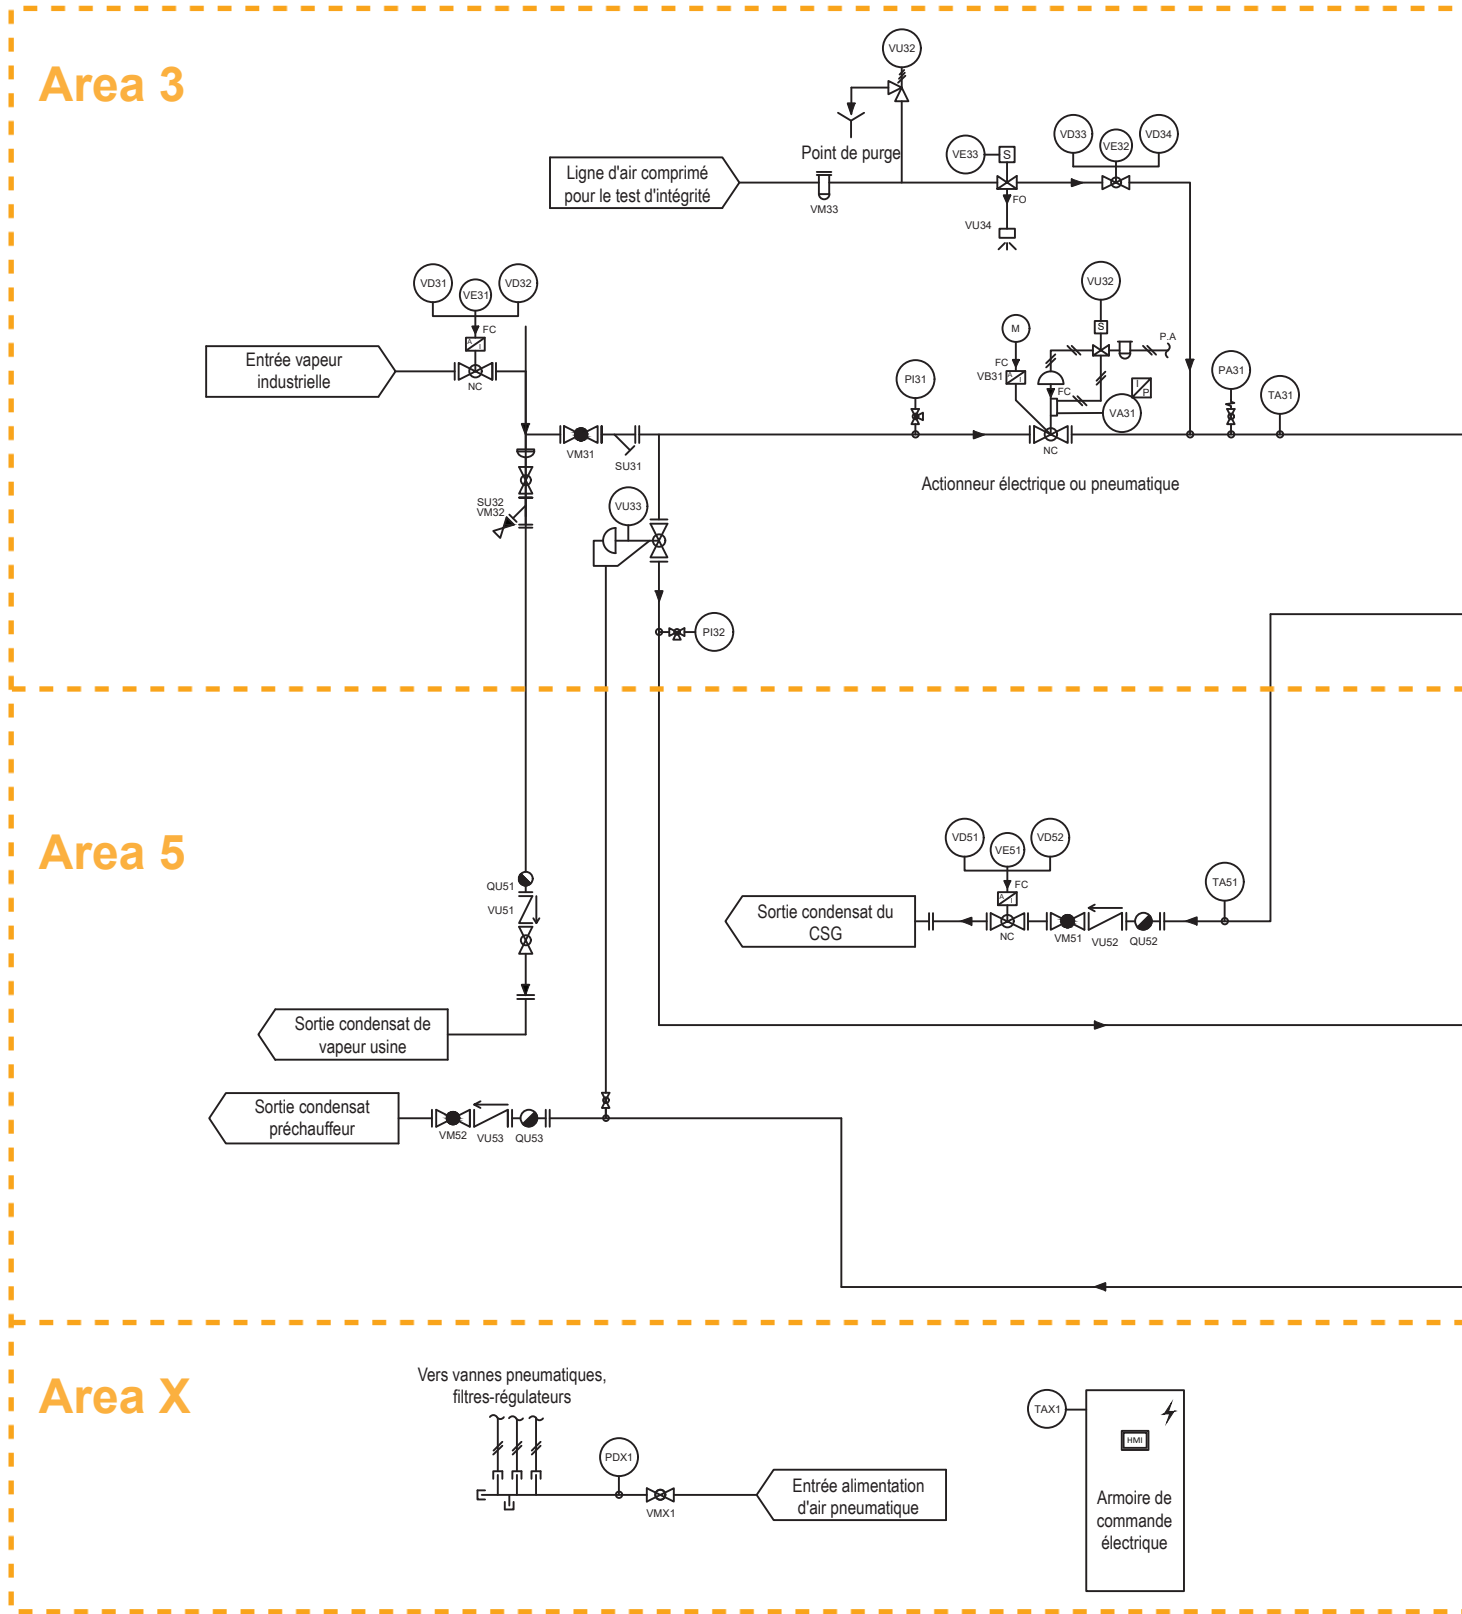 Area 3
VU32
Point de purge
Ligne d'air comprimé
pour le test d'intégrité
VM33
VE33
S
FO
VU34
VD33
VE32
VD34
VD31
VE31
VD32
FC
A
I
NC
Entrée vapeur
industrielle
VU32
S
M
FC
VB31
A
I
FC
P.A
I
P
VA31
NC
PI31
PA31
TA31
VM31
SU31
Actionneur électrique ou pneumatique
SU32
VM32
VU33
PI32
Area 5
QU51
VU51
VD51
VE51
VD52
FC
A
I
NC
VM51
VU52
QU52
TA51
Sortie condensat du
CSG
Sortie condensat de
vapeur usine
Sortie condensat
préchauffeur
VM52
VU53
QU53
Area X
Vers vannes pneumatiques,
filtres-régulateurs
PDX1
VMX1
Entrée alimentation
d'air pneumatique
TAX1
HMI
Armoire de
commande
électrique